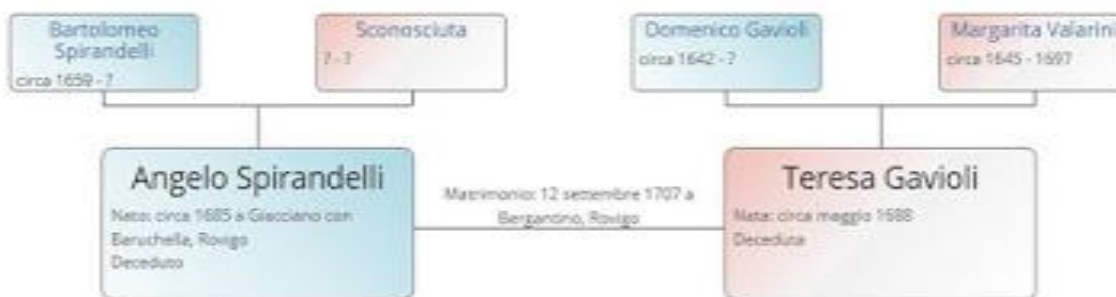 Bartolomeo
Spirandelli
circa 1659 - ?
Sconosciuta
? - ?
Domenico Gavioli
circa 1642 - ?
Margarita Valarini
circa 1645 - 1697
Angelo Spirandelli
Nato: circa 1685 a Giacciano con
Baruchella, Rovigo
Deceduto
Matrimonio: 12 settembre 1707 a
Bergantino, Rovigo
Teresa Gavioli
Nata: circa maggio 1688
Deceduta